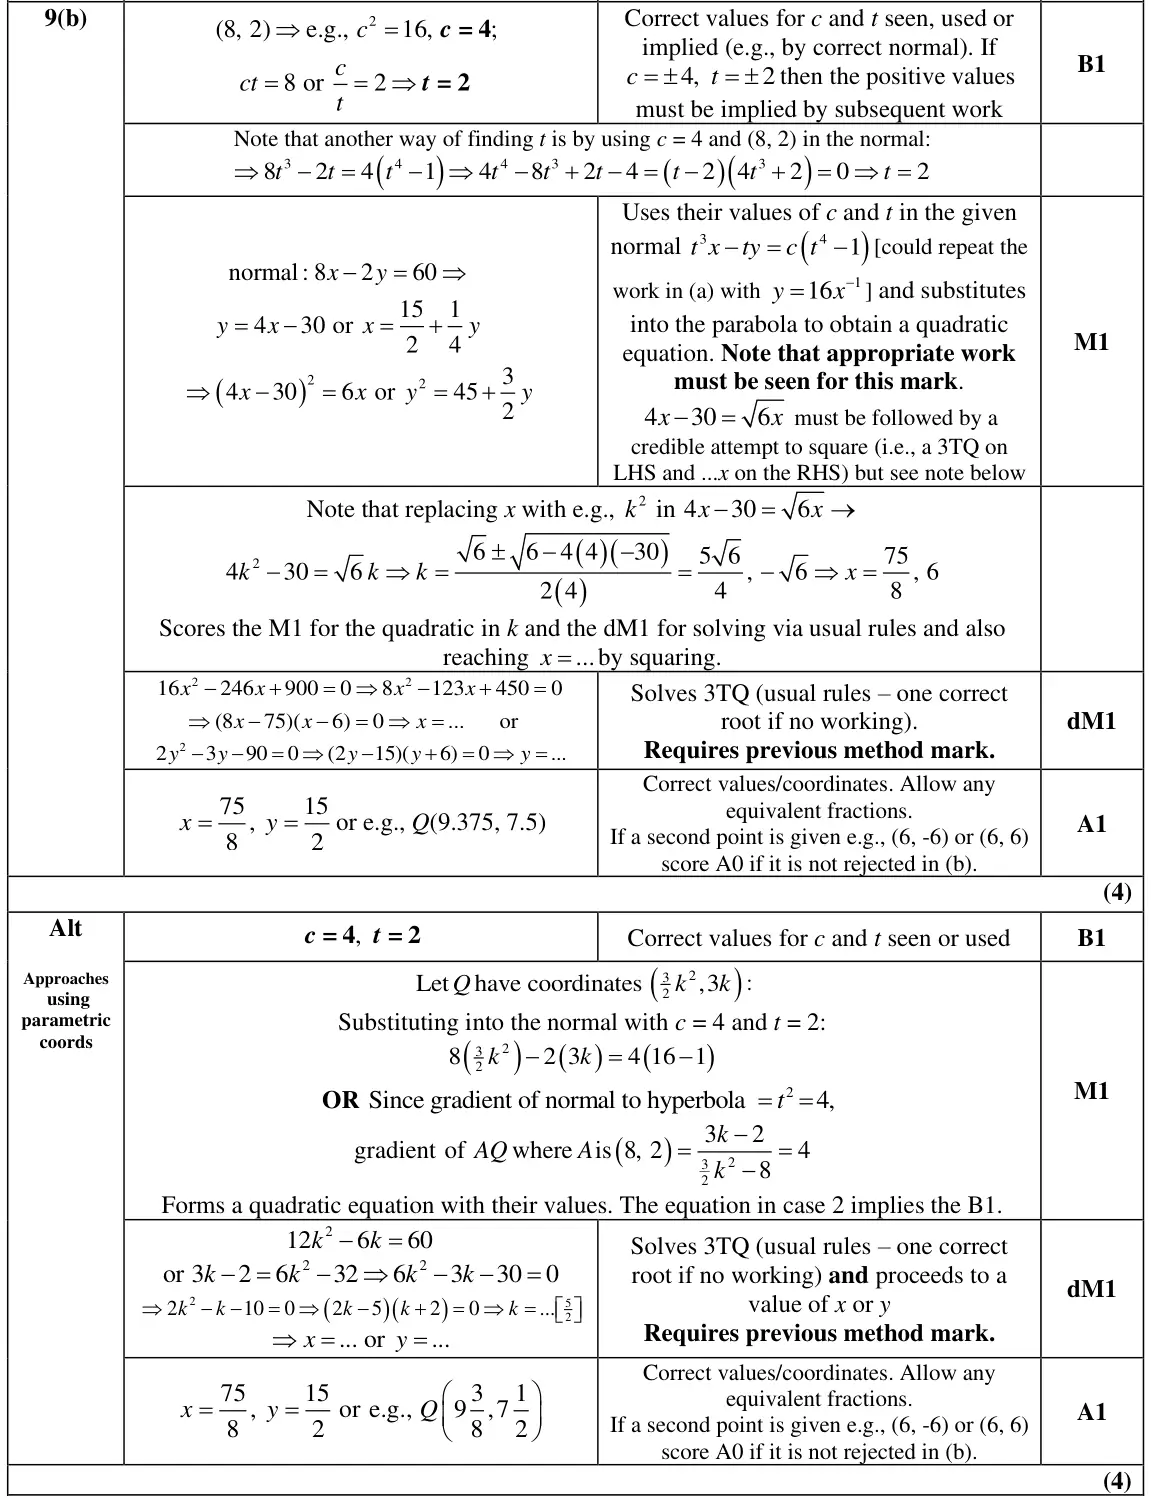 9(b)
(8, 2) ⇒ e.g., c² = 16, c = 4;
ct = 8 or c/t = 2 ⇒ t = 2
Correct values for c and t seen, used or
implied (e.g., by correct normal). If
c = ±4, t = ±2 then the positive values
must be implied by subsequent work
B1
Note that another way of finding t is by using c = 4 and (8, 2) in the normal:
⇒ 8t³ − 2t = 4(t⁴ − 1) ⇒ 4t⁴ − 8t³ + 2t − 4 = (t − 2)(4t³ + 2) = 0 ⇒ t = 2
normal : 8x − 2y = 60 ⇒
y = 4x − 30 or x = 15/2 + 1/4 y
⇒ (4x − 30)² = 6x or y² = 45 + 3/2 y
Uses their values of c and t in the given
normal t³x − ty = c(t⁴ − 1) [could repeat the
work in (a) with y = 16x⁻¹ ] and substitutes
into the parabola to obtain a quadratic
equation. Note that appropriate work
must be seen for this mark.
4x − 30 = √6x must be followed by a
credible attempt to square (i.e., a 3TQ on
LHS and ...x on the RHS) but see note below
M1
Note that replacing x with e.g., k² in 4x − 30 = √6x →
4k² − 30 = √6 k ⇒ k = (√6 ± √(6 − 4(4)(−30)))/(2(4)) = 5√6/4, − √6 ⇒ x = 75/8, 6
Scores the M1 for the quadratic in k and the dM1 for solving via usual rules and also
reaching x = ... by squaring.
16x² − 246x + 900 = 0 ⇒ 8x² − 123x + 450 = 0
⇒ (8x − 75)(x − 6) = 0 ⇒ x = ... or
2y² − 3y − 90 = 0 ⇒ (2y − 15)(y + 6) = 0 ⇒ y = ...
Solves 3TQ (usual rules – one correct
root if no working).
Requires previous method mark.
dM1
x = 75/8, y = 15/2 or e.g., Q(9.375, 7.5)
Correct values/coordinates. Allow any
equivalent fractions.
If a second point is given e.g., (6, -6) or (6, 6)
score A0 if it is not rejected in (b).
A1
(4)
Alt
Approaches
using
parametric
coords
c = 4, t = 2
Correct values for c and t seen or used
B1
Let Q have coordinates (3/2 k², 3k) :
Substituting into the normal with c = 4 and t = 2:
8(3/2 k²) − 2(3k) = 4(16 − 1)
OR Since gradient of normal to hyperbola = t² = 4,
gradient of AQ where A is (8, 2) = (3k − 2)/(3/2 k² − 8) = 4
Forms a quadratic equation with their values. The equation in case 2 implies the B1.
M1
12k² − 6k = 60
or 3k − 2 = 6k² − 32 ⇒ 6k² − 3k − 30 = 0
⇒ 2k² − k − 10 = 0 ⇒ (2k − 5)(k + 2) = 0 ⇒ k = ...[5/2]
⇒ x = ... or y = ...
Solves 3TQ (usual rules – one correct
root if no working) and proceeds to a
value of x or y
Requires previous method mark.
dM1
x = 75/8, y = 15/2 or e.g., Q(9 3/8, 7 1/2)
Correct values/coordinates. Allow any
equivalent fractions.
If a second point is given e.g., (6, -6) or (6, 6)
score A0 if it is not rejected in (b).
A1
(4)